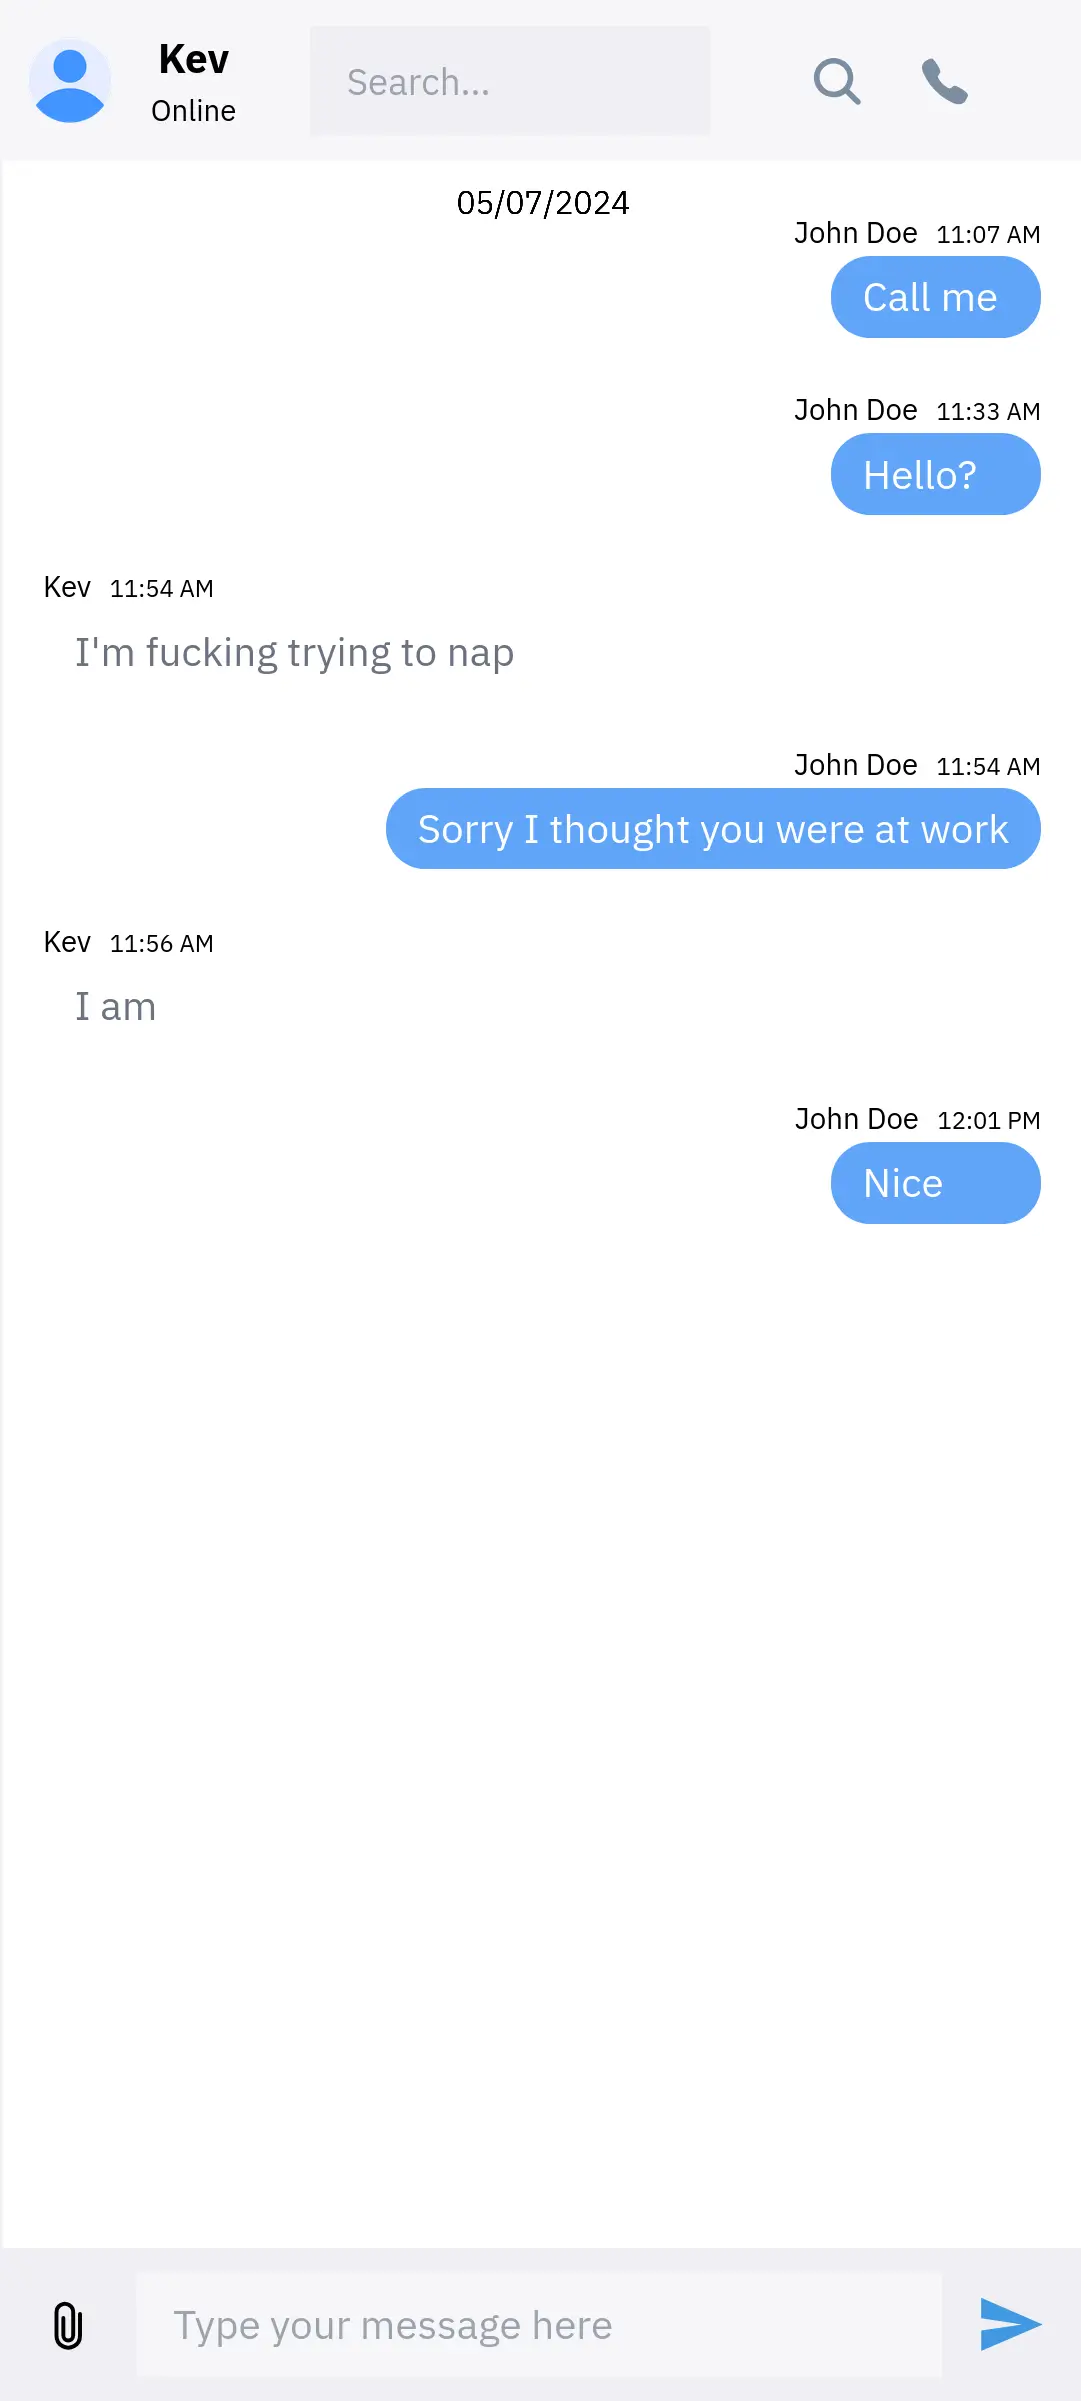 Kev
Online
Search...
05/07/2024
John Doe 11:07 AM
Call me
John Doe 11:33 AM
Hello?
Kev 11:54 AM
I'm fucking trying to nap
John Doe 11:54 AM
Sorry I thought you were at work
Kev 11:56 AM
I am
John Doe 12:01 PM
Nice
Type your message here